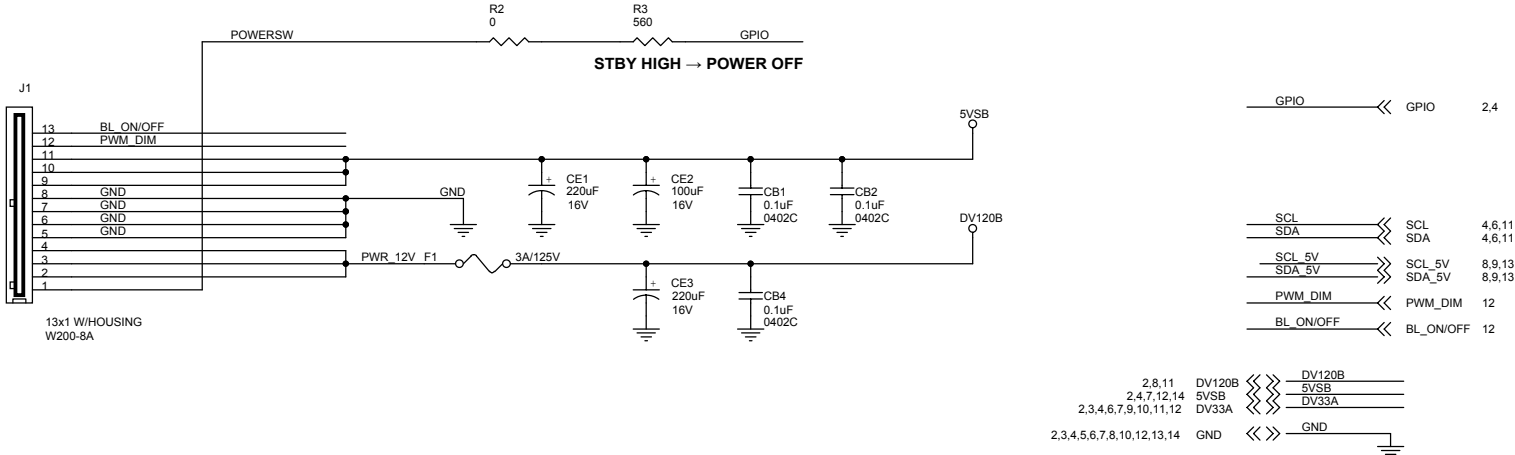 R2
0
R3
560
POWERSW
GPIO
STBY HIGH → POWER OFF
J1
13 BL_ON/OFF
12 PWM_DIM
11
10
9
8 GND
7 GND
6 GND
5 GND
4
3
2
1
13x1 W/HOUSING
W200-8A
GND
PWR_12V F1
3A/125V
5VSB
CE1
220uF
16V
CE2
100uF
16V
CB1
0.1uF
0402C
CB2
0.1uF
0402C
DV120B
CE3
220uF
16V
CB4
0.1uF
0402C
GPIO GPIO 2,4
SCL SCL 4,6,11
SDA SDA 4,6,11
SCL_5V SCL_5V 8,9,13
SDA_5V SDA_5V 8,9,13
PWM_DIM PWM_DIM 12
BL_ON/OFF BL_ON/OFF 12
2,8,11 DV120B DV120B
2,4,7,12,14 5VSB 5VSB
2,3,4,6,7,9,10,11,12 DV33A DV33A
2,3,4,5,6,7,8,10,12,13,14 GND GND